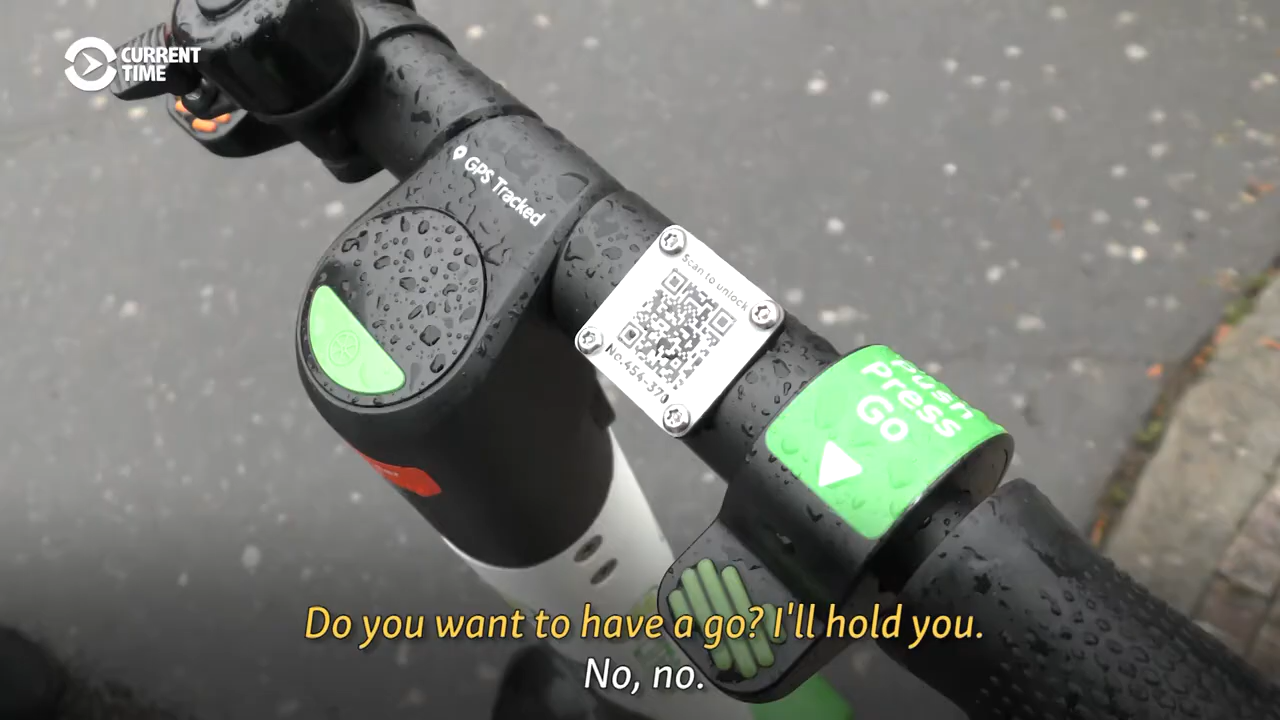 CURRENT
TIME
GPS Tracked
Scan to unlock
No.454-370
Push
Press
Go
Do you want to have a go? I'll hold you.
No, no.